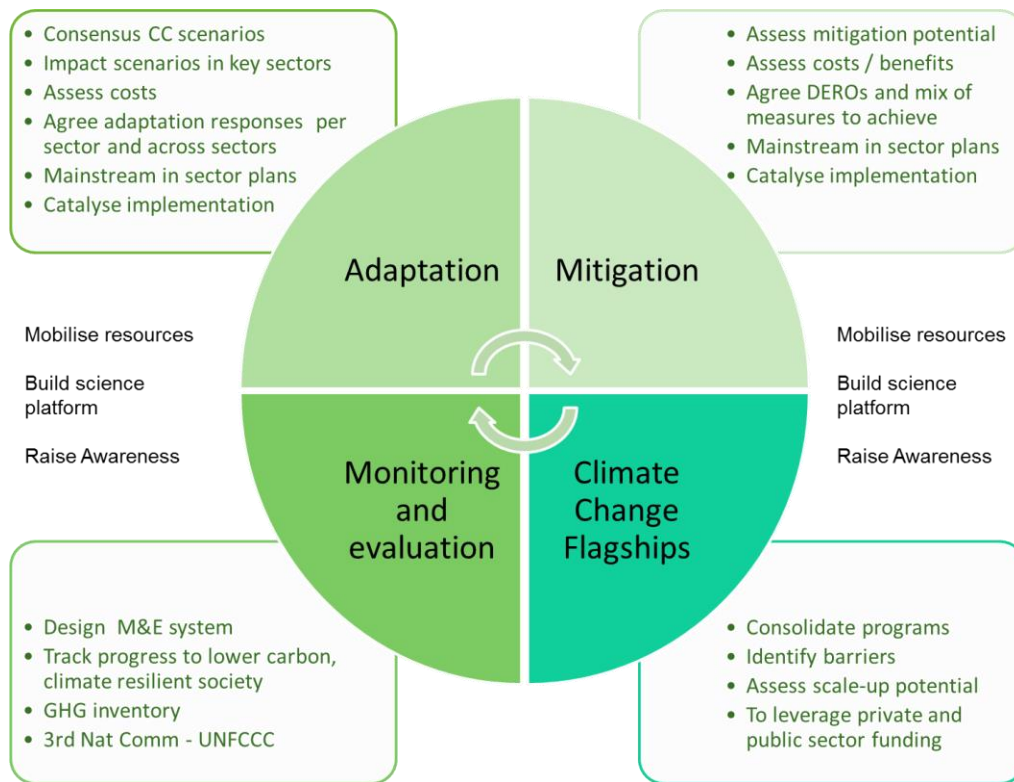 • Consensus CC scenarios
• Impact scenarios in key sectors
• Assess costs
• Agree adaptation responses per
sector and across sectors
• Mainstream in sector plans
• Catalyse implementation
• Assess mitigation potential
• Assess costs / benefits
• Agree DEROs and mix of
measures to achieve
• Mainstream in sector plans
• Catalyse implementation
Adaptation
Mitigation
Mobilise resources
Build science
platform
Raise Awareness
Mobilise resources
Build science
platform
Raise Awareness
Monitoring
and
evaluation
Climate
Change
Flagships
• Design M&E system
• Track progress to lower carbon,
climate resilient society
• GHG inventory
• 3rd Nat Comm - UNFCCC
• Consolidate programs
• Identify barriers
• Assess scale-up potential
• To leverage private and
public sector funding